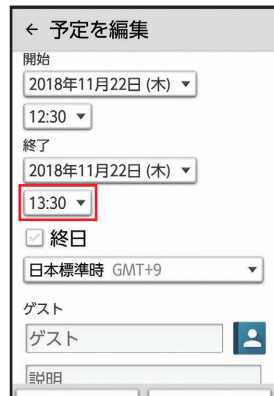 ← 予定を編集
開始
2018年11月22日 (木)
12:30
終了
2018年11月22日 (木)
13:30
終日
日本標準時 GMT+9
ゲスト
ゲスト
説明